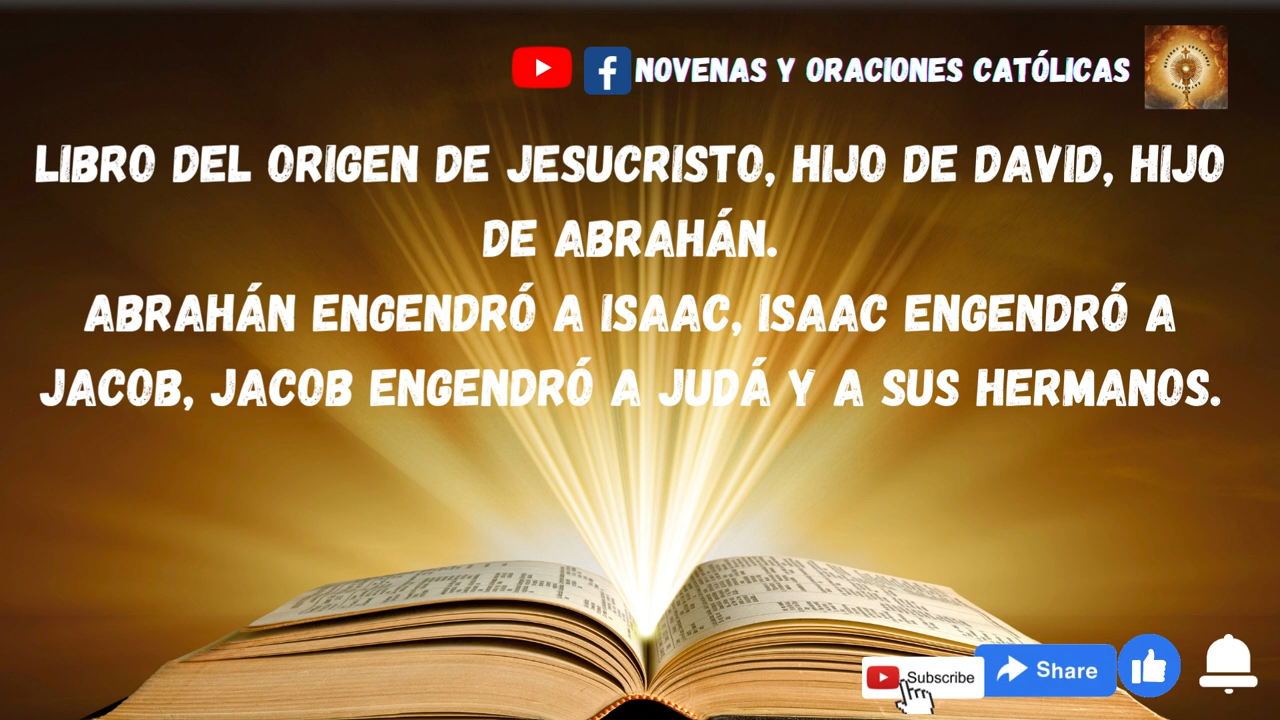 NOVENAS Y ORACIONES CATÓLICAS
LIBRO DEL ORIGEN DE JESUCRISTO, HIJO DE DAVID, HIJO
DE ABRAHÁN.
ABRAHÁN ENGENDRÓ A ISAAC, ISAAC ENGENDRÓ A
JACOB, JACOB ENGENDRÓ A JUDÁ Y A SUS HERMANOS.
Subscribe
Share